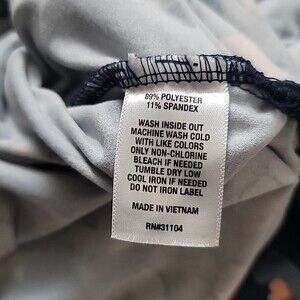 89% POLYESTER
11% SPANDEX
WASH INSIDE OUT
MACHINE WASH COLD
WITH LIKE COLORS
ONLY NON-CHLORINE
BLEACH IF NEEDED
TUMBLE DRY LOW
COOL IRON IF NEEDED
DO NOT IRON LABEL
MADE IN VIETNAM
RN#31104